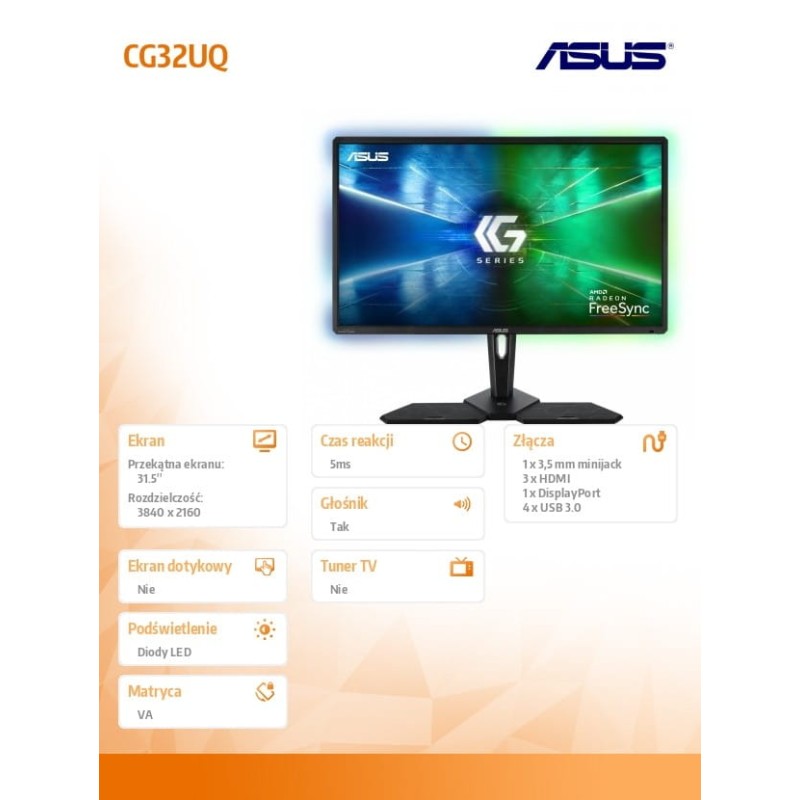 CG32UQ
ASUS
ASUS
CG
SERIES
AMD
RADEON
FreeSync
ASUS
Ekran
Przekątna ekranu:
31.5"
Rozdzielczość:
3840 x 2160
Ekran dotykowy
Nie
Podświetlenie
Diody LED
Matryca
VA
Czas reakcji
5ms
Głośnik
Tak
Tuner TV
Nie
Złącza
1 x 3,5 mm minijack
3 x HDMI
1 x DisplayPort
4 x USB 3.0